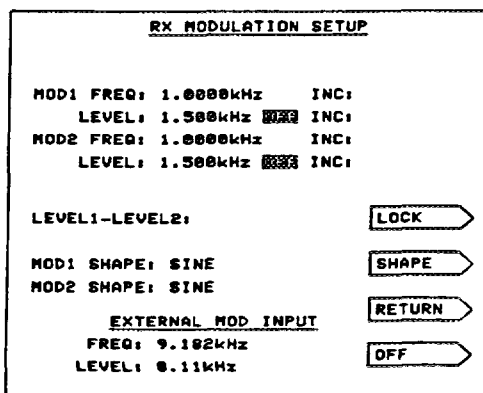 RX MODULATION SETUP
MOD1 FREQ: 1.0000kHz INC:
LEVEL: 1.500kHz OFF INC:
MOD2 FREQ: 1.0000kHz INC:
LEVEL: 1.500kHz OFF INC:
LEVEL1-LEVEL2:
LOCK
MOD1 SHAPE: SINE
SHAPE
MOD2 SHAPE: SINE
RETURN
EXTERNAL MOD INPUT
FREQ: 9.182kHz
OFF
LEVEL: 0.11kHz